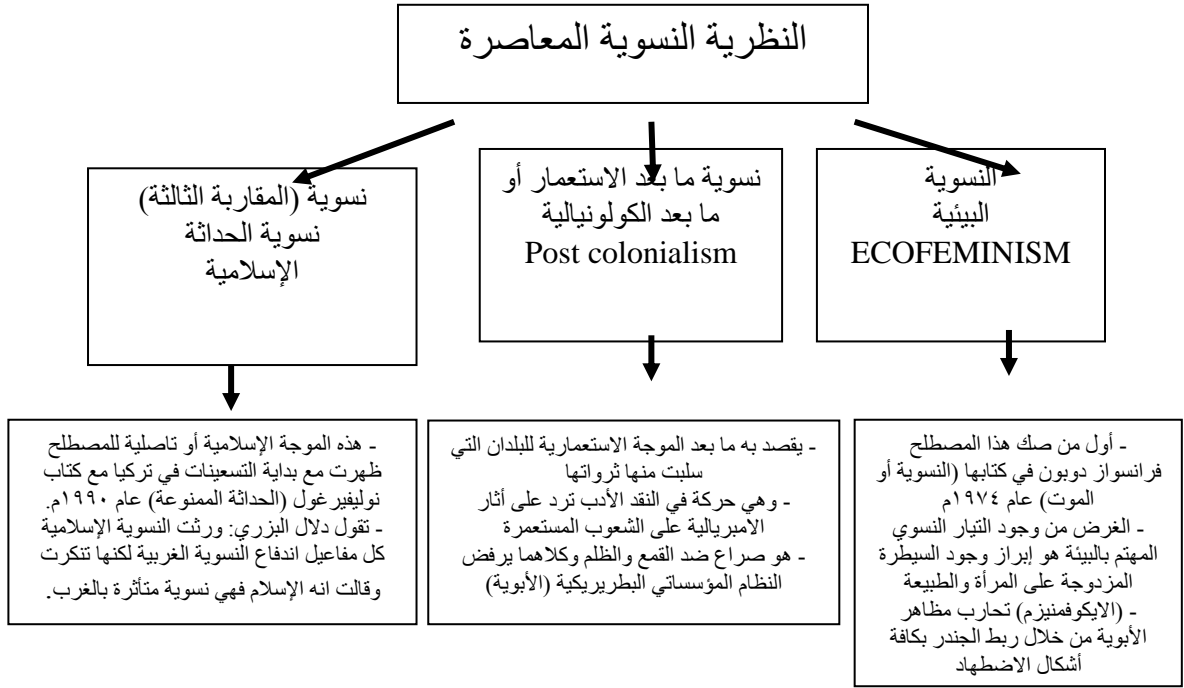 النظرية النسوية المعاصرة
النسوية
البيئية
ECOFEMINISM
نسوية ما بعد الاستعمار أو
ما بعد الكولونيالية
Post colonialism
نسوية (المقاربة الثالثة)
نسوية الحداثة
الإسلامية
- أول من صك هذا المصطلح
فرانسواز دوبون في كتابها (النسوية أو
الموت) عام ١٩٧٤م
- الغرض من وجود التيار النسوي
المهتم بالبيئة هو إبراز وجود السيطرة
المزدوجة على المرأة والطبيعة
- (الايكوفمنيزم) تحارب مظاهر
الأبوية من خلال ربط الجندر بكافة
أشكال الاضطهاد
- يقصد به ما بعد الموجة الاستعمارية للبلدان التي
سلبت منها ثرواتها
- وهي حركة في النقد الأدب ترد على أثار
الامبريالية على الشعوب المستعمرة
- هو صراع ضد القمع والظلم وكلاهما يرفض
النظام المؤسساتي البطريركية (الأبوية)
- هذه الموجة الإسلامية أو تاصلية للمصطلح
ظهرت مع بداية التسعينات في تركيا مع كتاب
نوليفيرغول (الحداثة الممنوعة) عام ١٩٩٠م.
- تقول دلال البزري: ورثت النسوية الإسلامية
كل مفاعيل اندفاع النسوية الغربية لكنها تنكرت
وقالت انه الإسلام فهي نسوية متأثرة بالغرب.